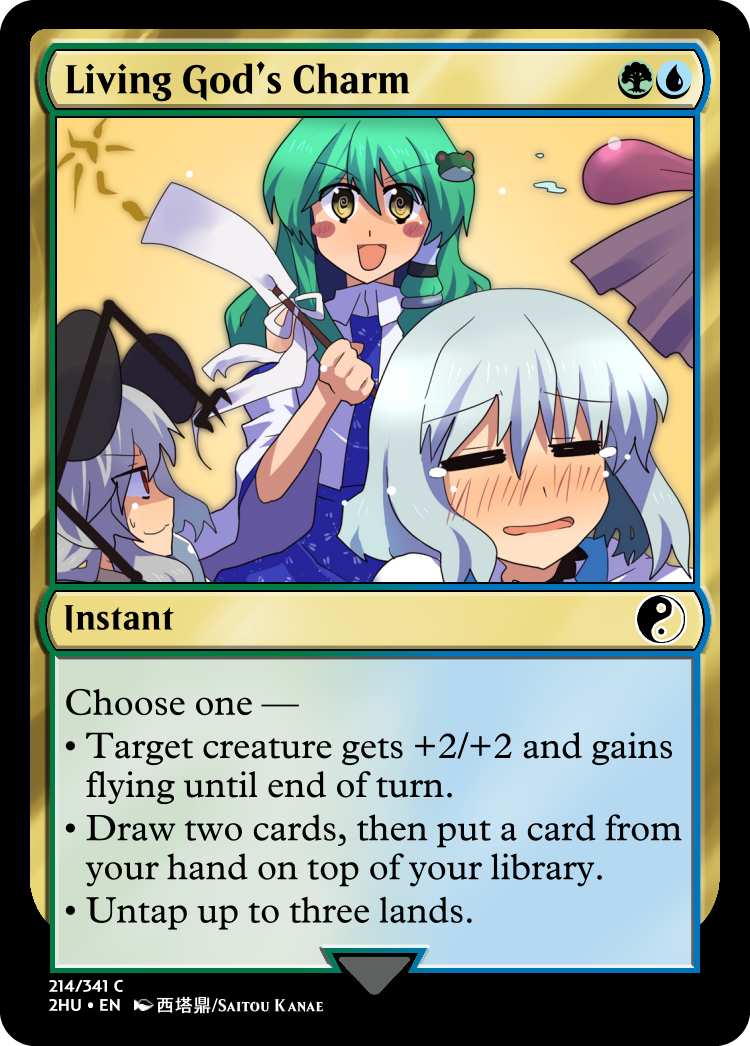 Living God's Charm
Instant
Choose one —
• Target creature gets +2/+2 and gains
flying until end of turn.
• Draw two cards, then put a card from
your hand on top of your library.
• Untap up to three lands.
214/341 C
2HU • EN 西塔鼎/Saitou Kanae